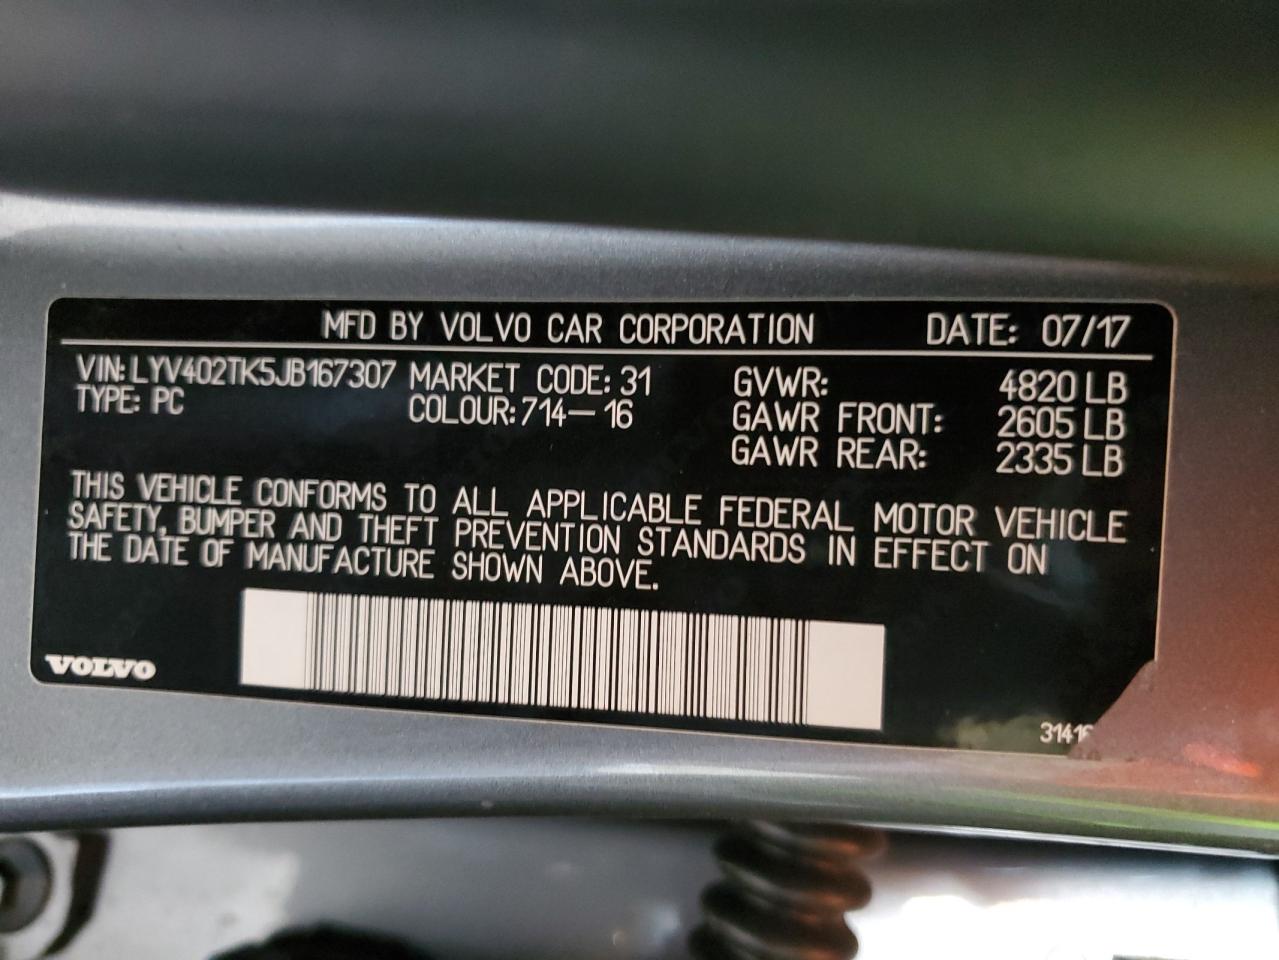 MFD BY VOLVO CAR CORPORATION DATE: 07/17
VIN: LYV402TK5JB167307 MARKET CODE: 31 GVWR: 4820 LB
TYPE: PC COLOUR: 714-16 GAWR FRONT: 2605 LB
GAWR REAR: 2335 LB
THIS VEHICLE CONFORMS TO ALL APPLICABLE FEDERAL MOTOR VEHICLE
SAFETY, BUMPER AND THEFT PREVENTION STANDARDS IN EFFECT ON
THE DATE OF MANUFACTURE SHOWN ABOVE.
VOLVO